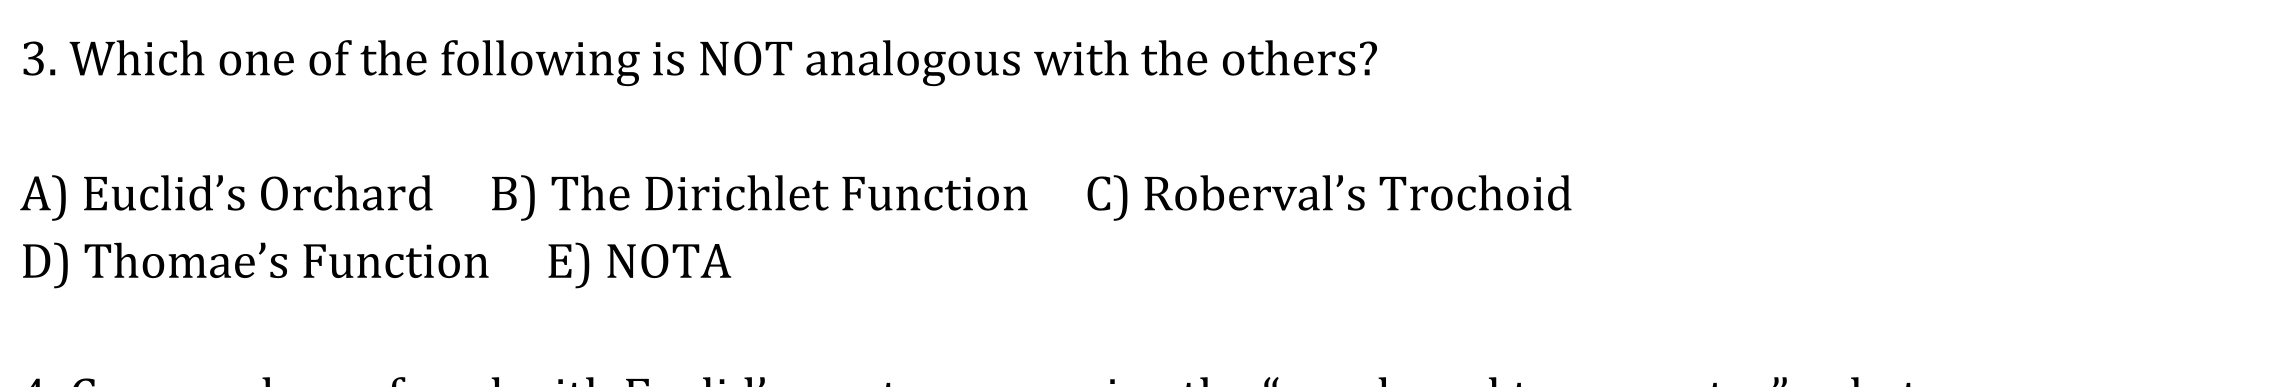 3. Which one of the following is NOT analogous with the others?
A) Euclid’s Orchard B) The Dirichlet Function C) Roberval’s Trochoid
D) Thomae’s Function E) NOTA